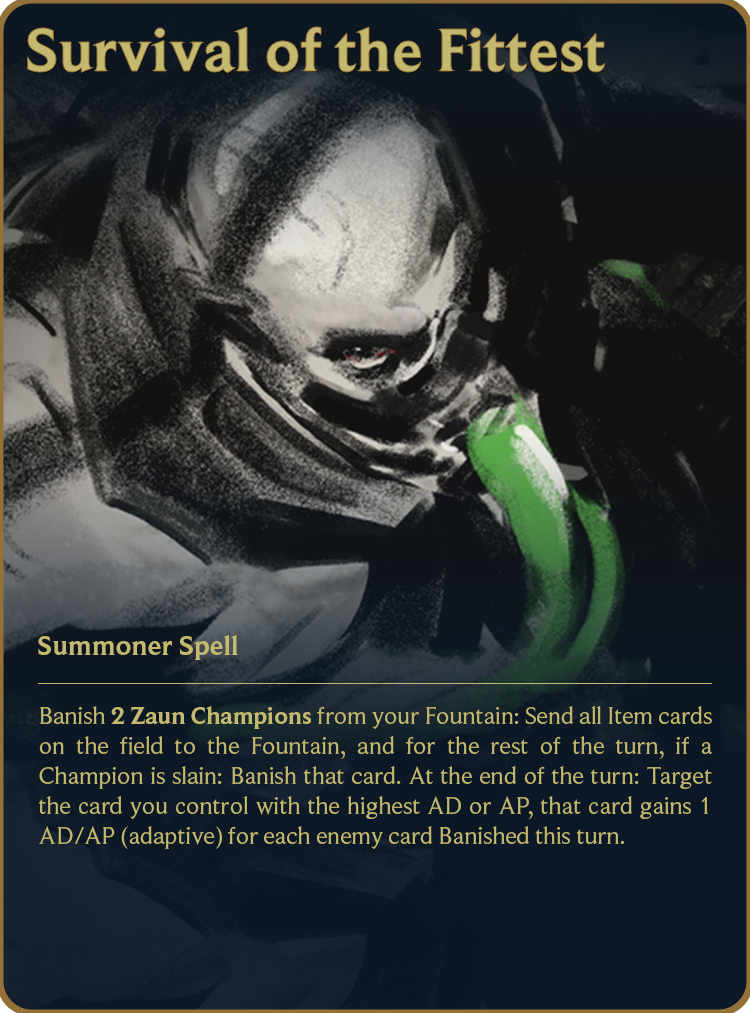 Survival of the Fittest
Summoner Spell
Banish 2 Zaun Champions from your Fountain: Send all Item cards
on the field to the Fountain, and for the rest of the turn, if a
Champion is slain: Banish that card. At the end of the turn: Target
the card you control with the highest AD or AP, that card gains 1
AD/AP (adaptive) for each enemy card Banished this turn.